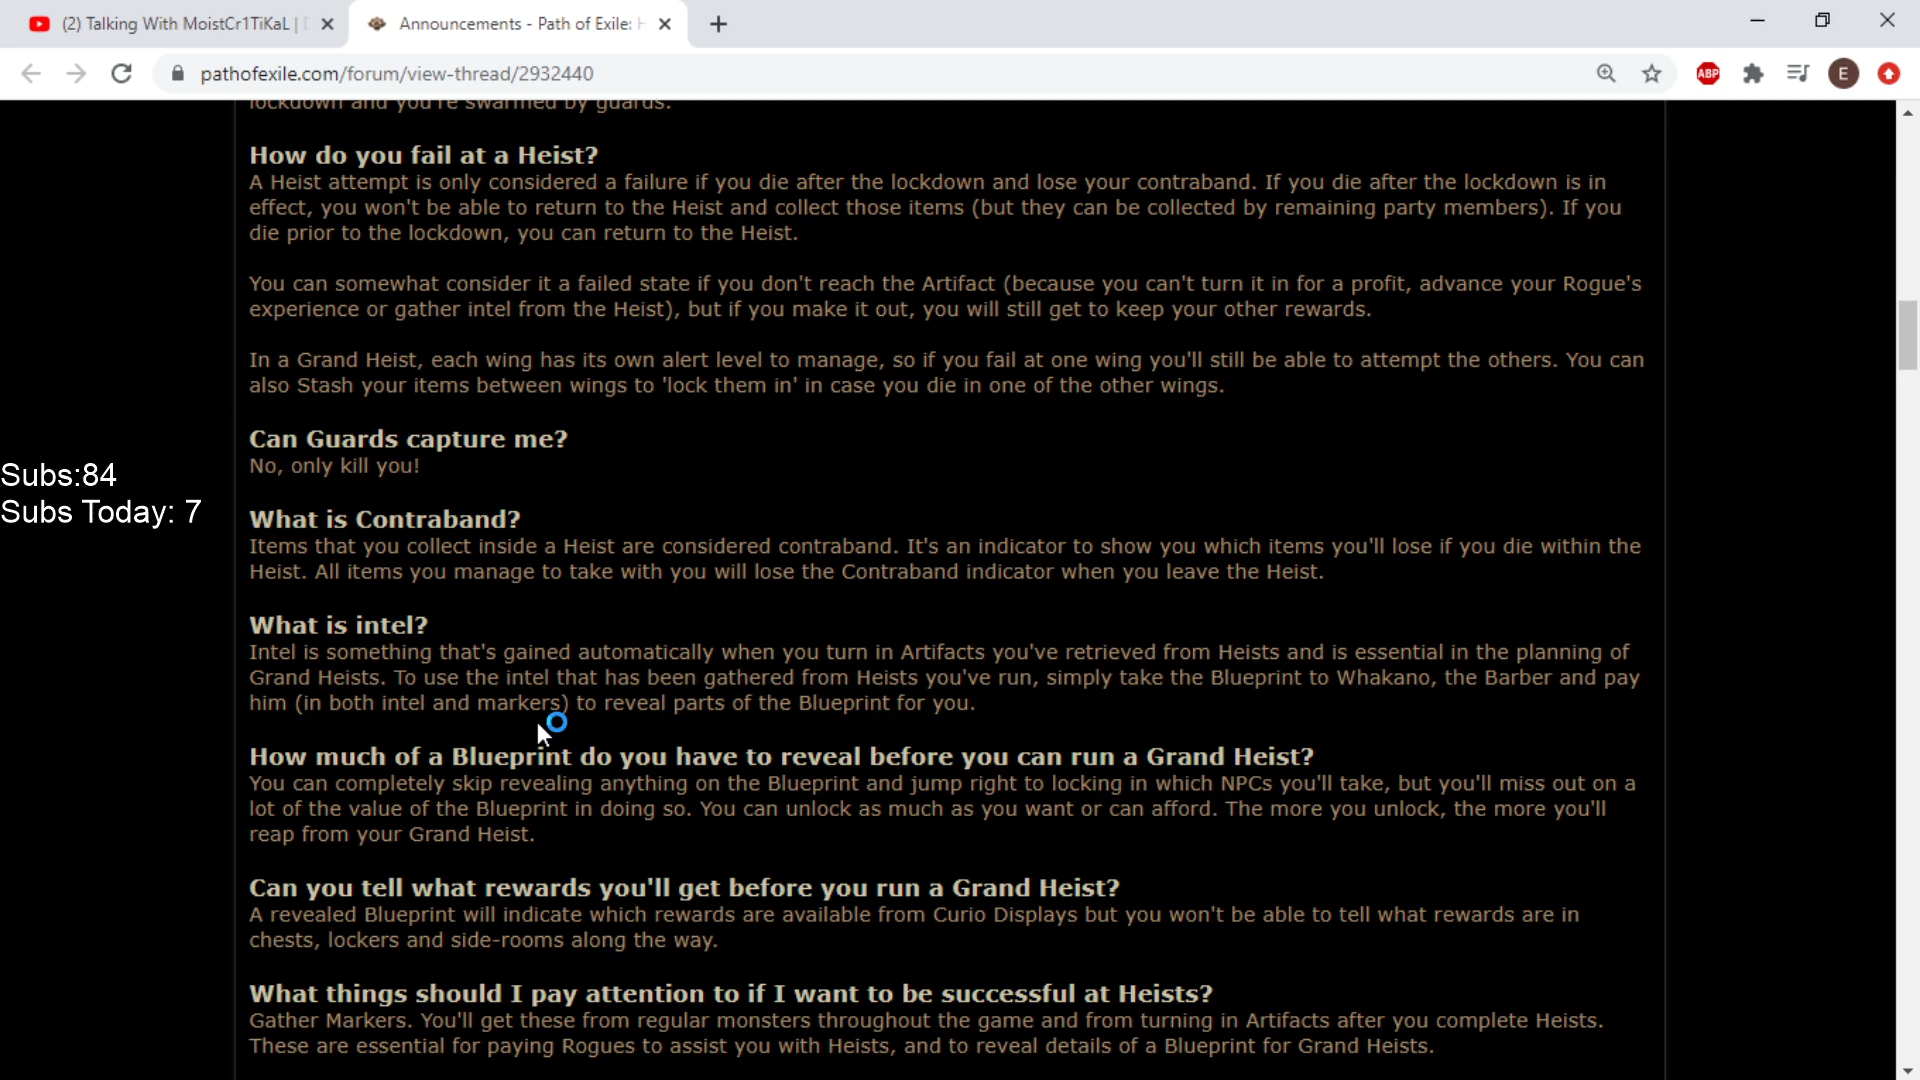 (2) Talking With MoistCr1TiKaL |
Announcements - Path of Exile:
pathofexile.com/forum/view-thread/2932440
ABP
E
lockdown and you're swarmed by guards.
How do you fail at a Heist?
A Heist attempt is only considered a failure if you die after the lockdown and lose your contraband. If you die after the lockdown is in
effect, you won't be able to return to the Heist and collect those items (but they can be collected by remaining party members). If you
die prior to the lockdown, you can return to the Heist.
You can somewhat consider it a failed state if you don't reach the Artifact (because you can't turn it in for a profit, advance your Rogue's
experience or gather intel from the Heist), but if you make it out, you will still get to keep your other rewards.
In a Grand Heist, each wing has its own alert level to manage, so if you fail at one wing you'll still be able to attempt the others. You can
also Stash your items between wings to 'lock them in' in case you die in one of the other wings.
Can Guards capture me?
No, only kill you!
Subs:84
Subs Today: 7
What is Contraband?
Items that you collect inside a Heist are considered contraband. It's an indicator to show you which items you'll lose if you die within the
Heist. All items you manage to take with you will lose the Contraband indicator when you leave the Heist.
What is intel?
Intel is something that's gained automatically when you turn in Artifacts you've retrieved from Heists and is essential in the planning of
Grand Heists. To use the intel that has been gathered from Heists you've run, simply take the Blueprint to Whakano, the Barber and pay
him (in both intel and markers) to reveal parts of the Blueprint for you.
How much of a Blueprint do you have to reveal before you can run a Grand Heist?
You can completely skip revealing anything on the Blueprint and jump right to locking in which NPCs you'll take, but you'll miss out on a
lot of the value of the Blueprint in doing so. You can unlock as much as you want or can afford. The more you unlock, the more you'll
reap from your Grand Heist.
Can you tell what rewards you'll get before you run a Grand Heist?
A revealed Blueprint will indicate which rewards are available from Curio Displays but you won't be able to tell what rewards are in
chests, lockers and side-rooms along the way.
What things should I pay attention to if I want to be successful at Heists?
Gather Markers. You'll get these from regular monsters throughout the game and from turning in Artifacts after you complete Heists.
These are essential for paying Rogues to assist you with Heists, and to reveal details of a Blueprint for Grand Heists.